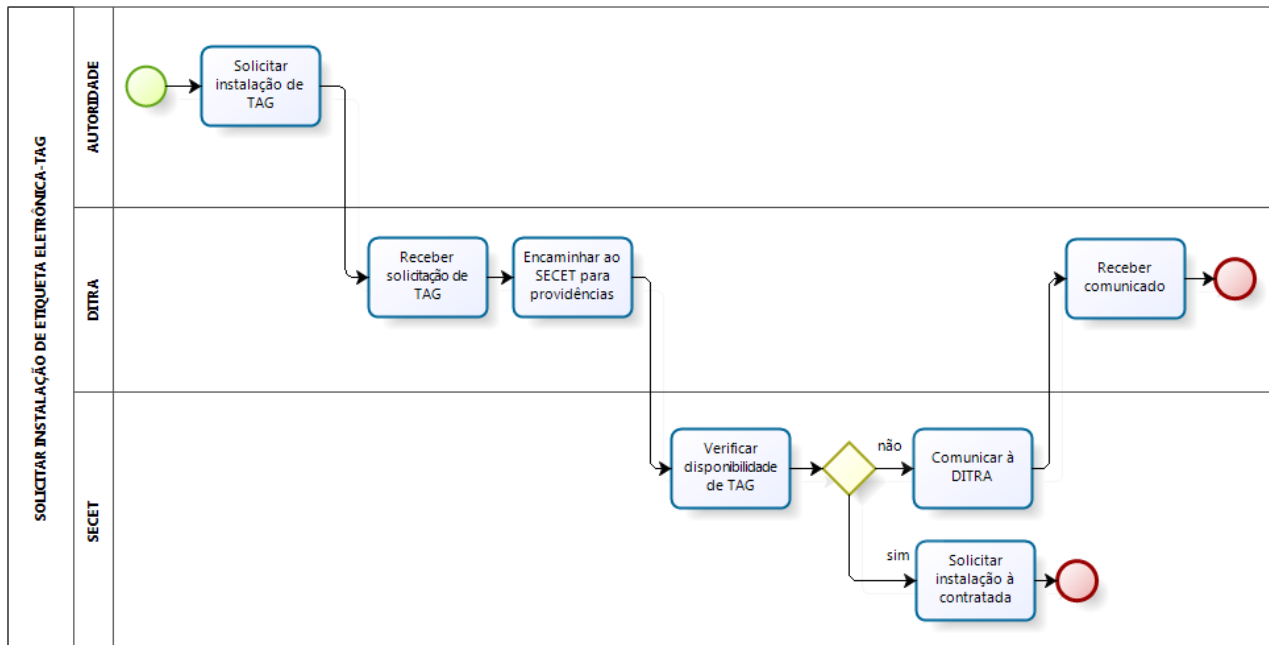 SOLICITAR INSTALAÇÃO DE ETIQUETA ELETRÔNICA-TAG
AUTORIDADE
Solicitar
instalação de
TAG
DITRA
Receber
solicitação de
TAG
Encaminhar ao
SECET para
providências
Receber
comunicado
SECET
Verificar
disponibilidade
de TAG
não
Comunicar à
DITRA
sim
Solicitar
instalação à
contratada